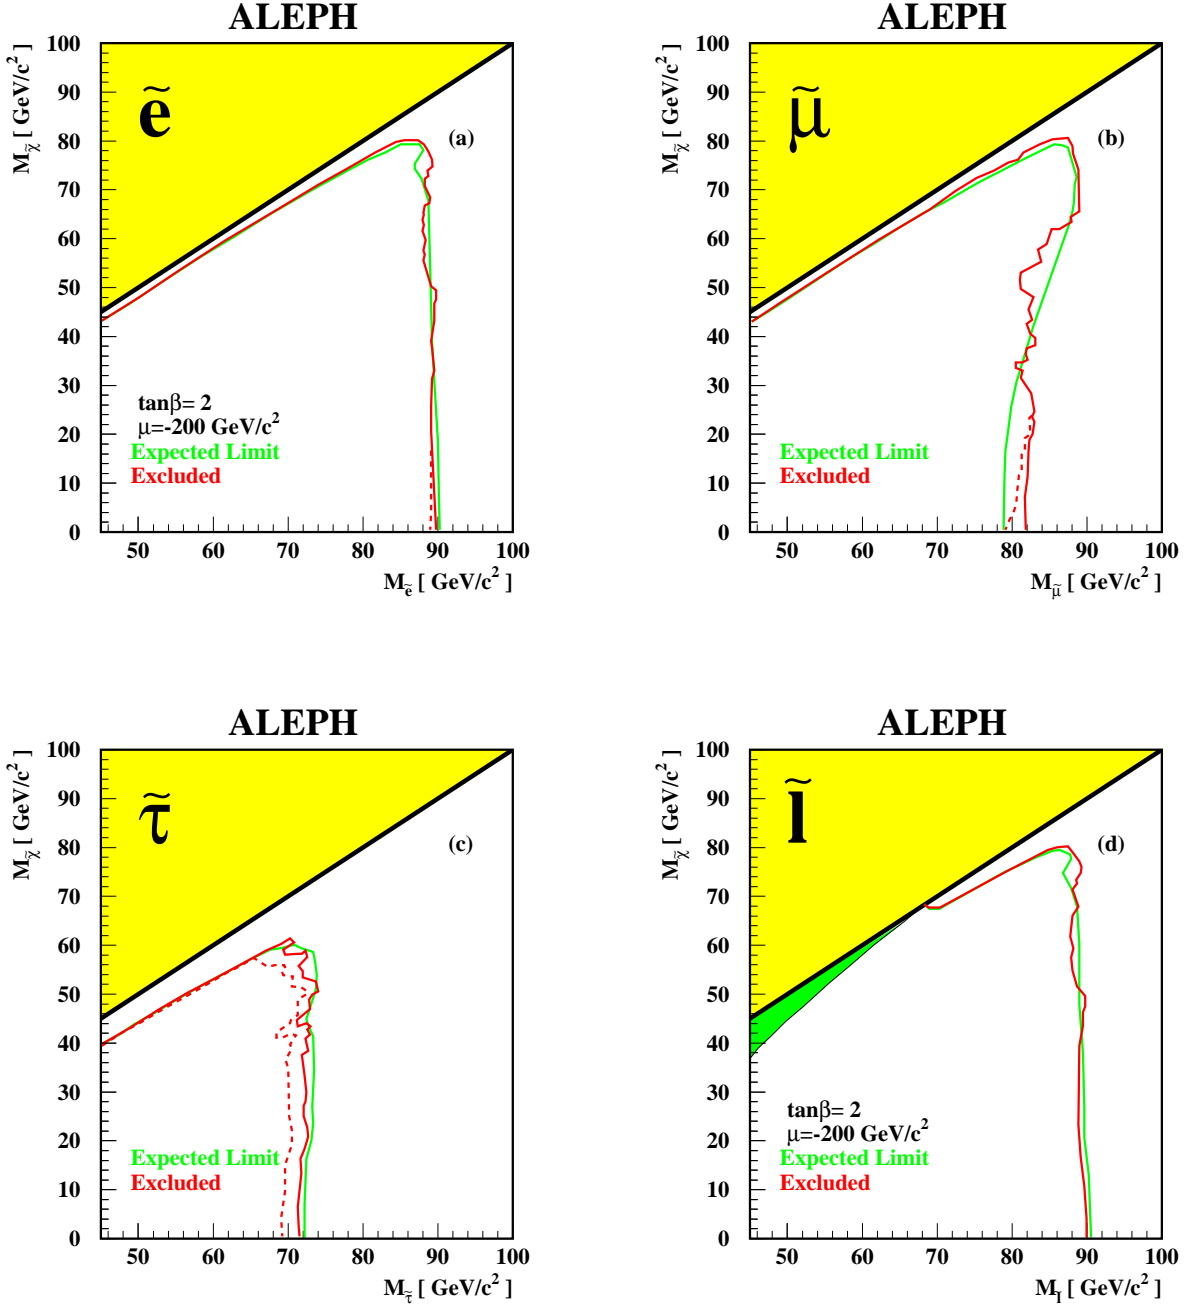 ALEPH
M_χ̃ [ GeV/c² ]
100
90
80
70
60
50
40
30
20
10
0
ẽ
(a)
tanβ= 2
μ=-200 GeV/c²
Expected Limit
Excluded
50 60 70 80 90 100
M_ẽ [ GeV/c² ]
ALEPH
M_χ̃ [ GeV/c² ]
100
90
80
70
60
50
40
30
20
10
0
μ̃
(b)
Expected Limit
Excluded
50 60 70 80 90 100
M_μ̃ [ GeV/c² ]
ALEPH
M_χ̃ [ GeV/c² ]
100
90
80
70
60
50
40
30
20
10
0
τ̃
(c)
Expected Limit
Excluded
50 60 70 80 90 100
M_τ̃ [ GeV/c² ]
ALEPH
M_χ̃ [ GeV/c² ]
100
90
80
70
60
50
40
30
20
10
0
l̃
(d)
tanβ= 2
μ=-200 GeV/c²
Expected Limit
Excluded
50 60 70 80 90 100
M_l̃ [ GeV/c² ]